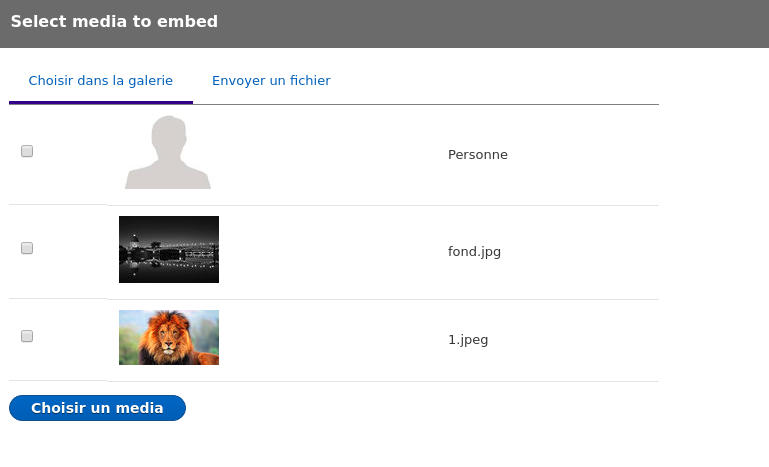 Select media to embed
Choisir dans la galerie
Envoyer un fichier
Personne
fond.jpg
1.jpeg
Choisir un media